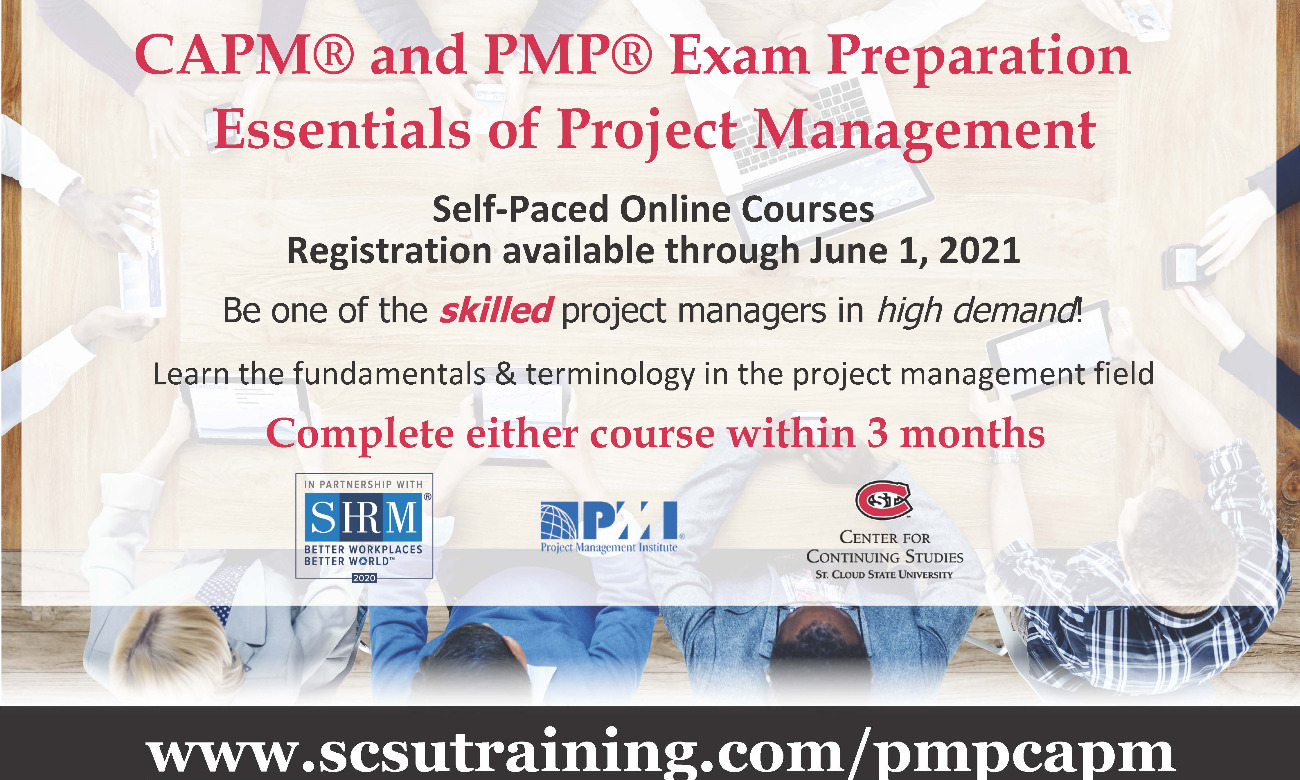 CAPM® and PMP® Exam Preparation
Essentials of Project Management
Self-Paced Online Courses
Registration available through June 1, 2021
Be one of the skilled project managers in high demand!
Learn the fundamentals & terminology in the project management field
Complete either course within 3 months
IN PARTNERSHIP WITH
SHRM®
BETTER WORKPLACES
BETTER WORLD™
2020
PMI®
Project Management Institute
CENTER FOR
CONTINUING STUDIES
ST. CLOUD STATE UNIVERSITY
www.scsutraining.com/pmpcapm